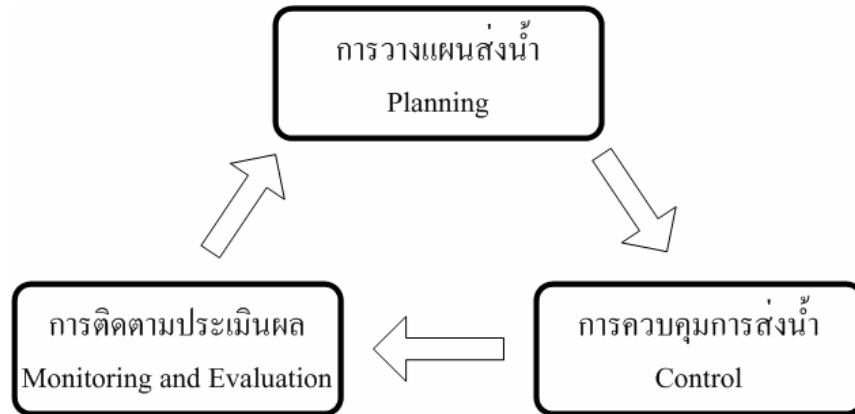 การวางแผนส่งน้ำ
Planning
การติดตามประเมินผล
Monitoring and Evaluation
การควบคุมการส่งน้ำ
Control